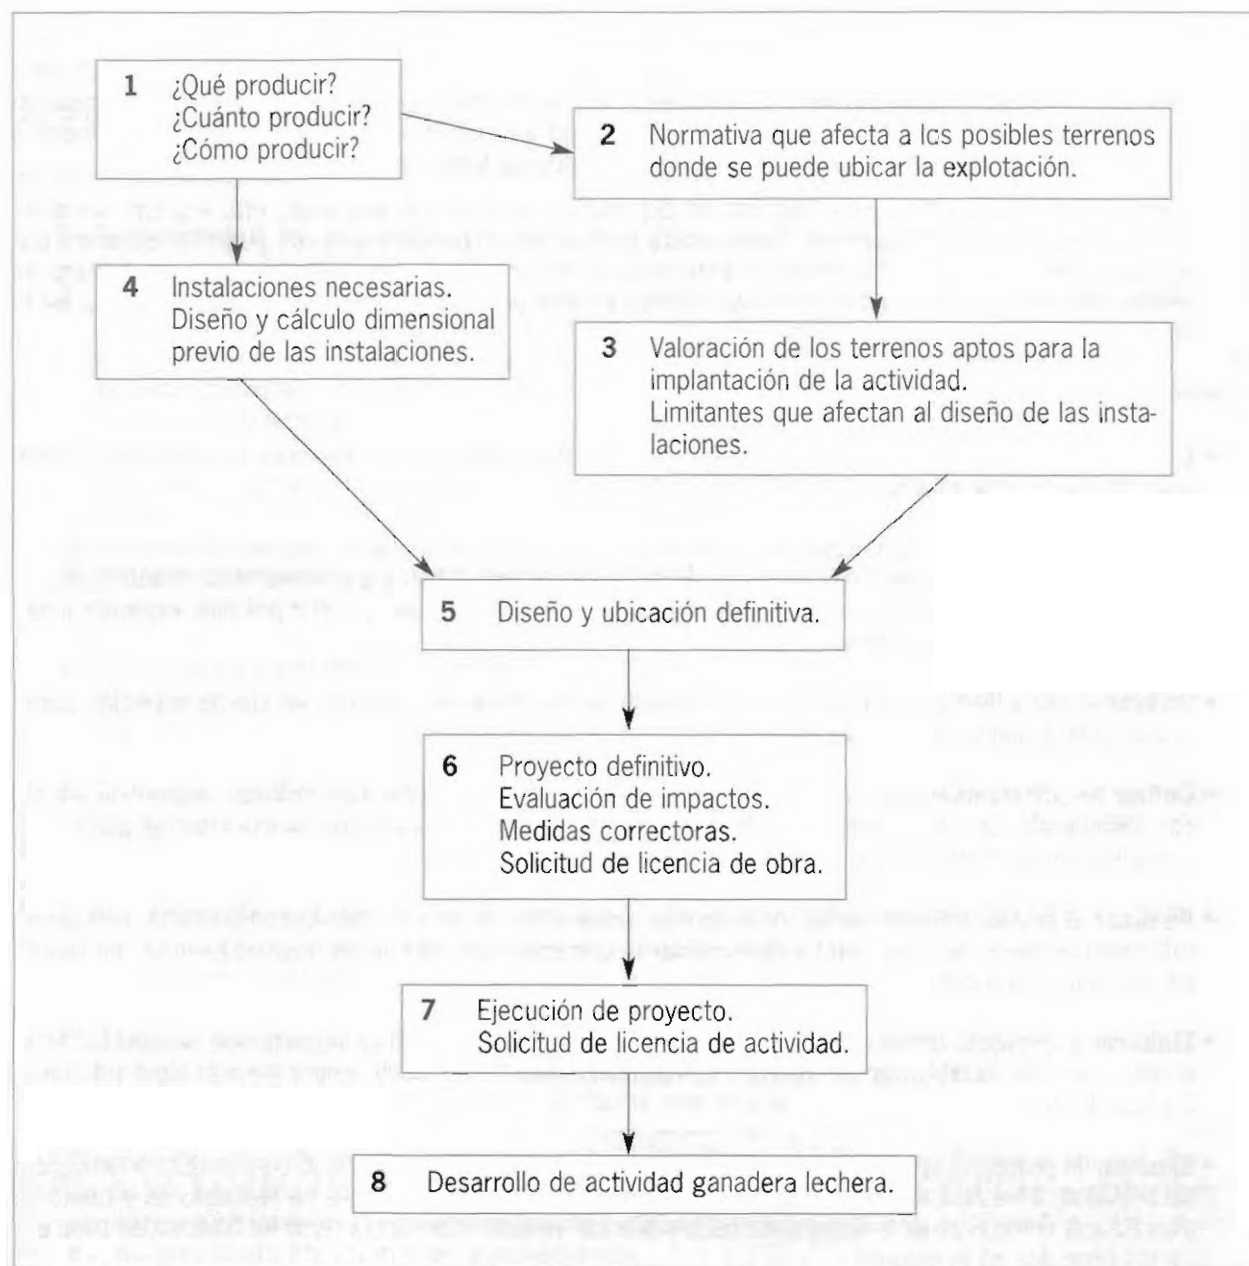 1 ¿Qué producir?
¿Cuánto producir?
¿Cómo producir?
2 Normativa que afecta a los posibles terrenos
donde se puede ubicar la explotación.
4 Instalaciones necesarias.
Diseño y cálculo dimensional
previo de las instalaciones.
3 Valoración de los terrenos aptos para la
implantación de la actividad.
Limitantes que afectan al diseño de las insta-
laciones.
5 Diseño y ubicación definitiva.
6 Proyecto definitivo.
Evaluación de impactos.
Medidas correctoras.
Solicitud de licencia de obra.
7 Ejecución de proyecto.
Solicitud de licencia de actividad.
8 Desarrollo de actividad ganadera lechera.